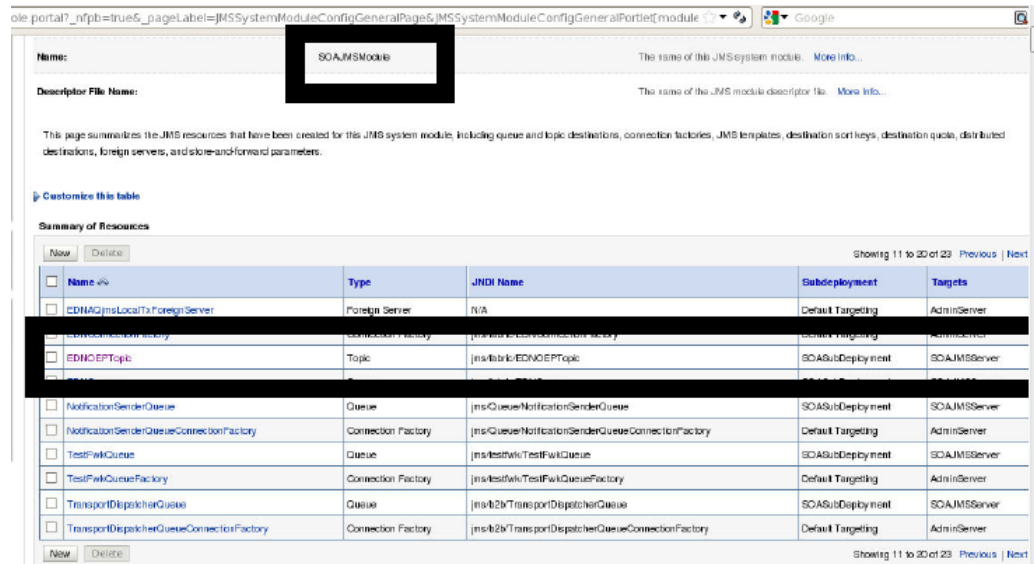 ole portal?_nfpb=true&_pageLabel=JMSSystemModuleConfigGeneralPage&JMSSystemModuleConfigGeneralPortlet[module Google
Name: SOAJMSModule The name of this JMS system module. More Info...
Descriptor File Name: The name of the JMS module descriptor file. More Info...
This page summarizes the JMS resources that have been created for this JMS system module, including queue and topic destinations, connection factories, JMS templates, destination sort keys, destination quota, distributed
destinations, foreign servers, and store-and-forward parameters.
Customize this table
Summary of Resources
New Delete Showing 11 to 20 of 23 Previous | Next
Name Type JNDI Name Subdeployment Targets
EDNAQjmsLocalTxForeignServer Foreign Server N/A Default Targetting AdminServer
EDNOEPTopic Topic jms/fabric/EDNOEPTopic SOASubDeployment SOAJMSServer
NotificationSenderQueue Queue jms/Queue/NotificationSenderQueue SOASubDeployment SOAJMSServer
NotificationSenderQueueConnectionFactory Connection Factory jms/Queue/NotificationSenderQueueConnectionFactory Default Targetting AdminServer
TestFwkQueue Queue jms/testfwk/TestFwkQueue SOASubDeployment SOAJMSServer
TestFwkQueueFactory Connection Factory jms/testfwk/TestFwkQueueFactory Default Targetting AdminServer
TransportDispatcherQueue Queue jms/b2b/TransportDispatcherQueue SOASubDeployment SOAJMSServer
TransportDispatcherQueueConnectionFactory Connection Factory jms/b2b/TransportDispatcherQueueConnectionFactory Default Targetting AdminServer
New Delete Showing 11 to 20 of 23 Previous | Next